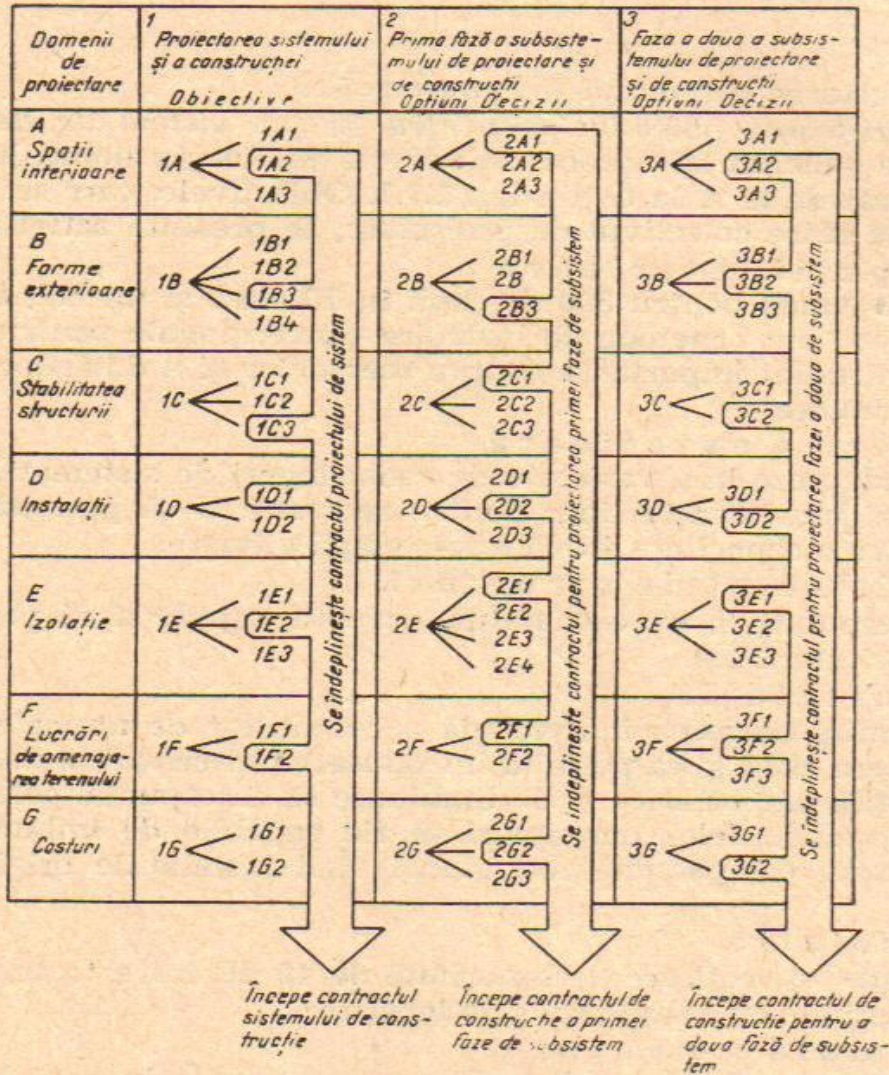 Domenii
de
proiectare
1
Proiectarea sistemului
și a construcției
Obiective
2
Prima fază a subsiste-
mului de proiectare și
de constructii
Optiuni Decizii
3
Faza a doua a subsis-
temului de proiectare
și de constructii
Optiuni Decizii
A
Spații
interioare
1A
1A1
1A2
1A3
2A
2A1
2A2
2A3
3A
3A1
3A2
3A3
B
Forme
exterioare
1B
1B1
1B2
1B3
1B4
2B
2B1
2B
2B3
3B
3B1
3B2
3B3
C
Stabilitatea
structurii
1C
1C1
1C2
1C3
2C
2C1
2C2
2C3
3C
3C1
3C2
D
Instalații
1D
1D1
1D2
2D
2D1
2D2
2D3
3D
3D1
3D2
E
Izolație
1E
1E1
1E2
1E3
2E
2E1
2E2
2E3
2E4
3E
3E1
3E2
3E3
F
Lucrări
de amenaja-
rea terenului
1F
1F1
1F2
2F
2F1
2F2
3F
3F1
3F2
3F3
G
Costuri
1G
1G1
1G2
2G
2G1
2G2
2G3
3G
3G1
3G2
Se îndeplinește contractul proiectului de sistem
Se îndeplinește contractul pentru proiectarea primei faze de subsistem
Se îndeplinește contractul pentru proiectarea fazei a doua de subsistem
Începe contractul
sistemului de cons-
trucție
Începe contractul de
construcție a primei
faze de subsistem
Începe contractul de
constructie pentru a
doua fază de subsis-
tem